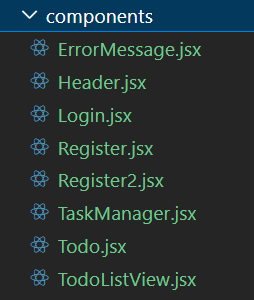 components
ErrorMessage.jsx
Header.jsx
Login.jsx
Register.jsx
Register2.jsx
TaskManager.jsx
Todo.jsx
TodoListView.jsx